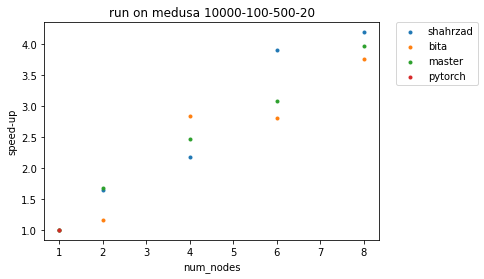 run on medusa 10000-100-500-20
shahrzad
bita
master
pytorch
speed-up
4.0
3.5
3.0
2.5
2.0
1.5
1.0
1 2 3 4 5 6 7 8
num_nodes